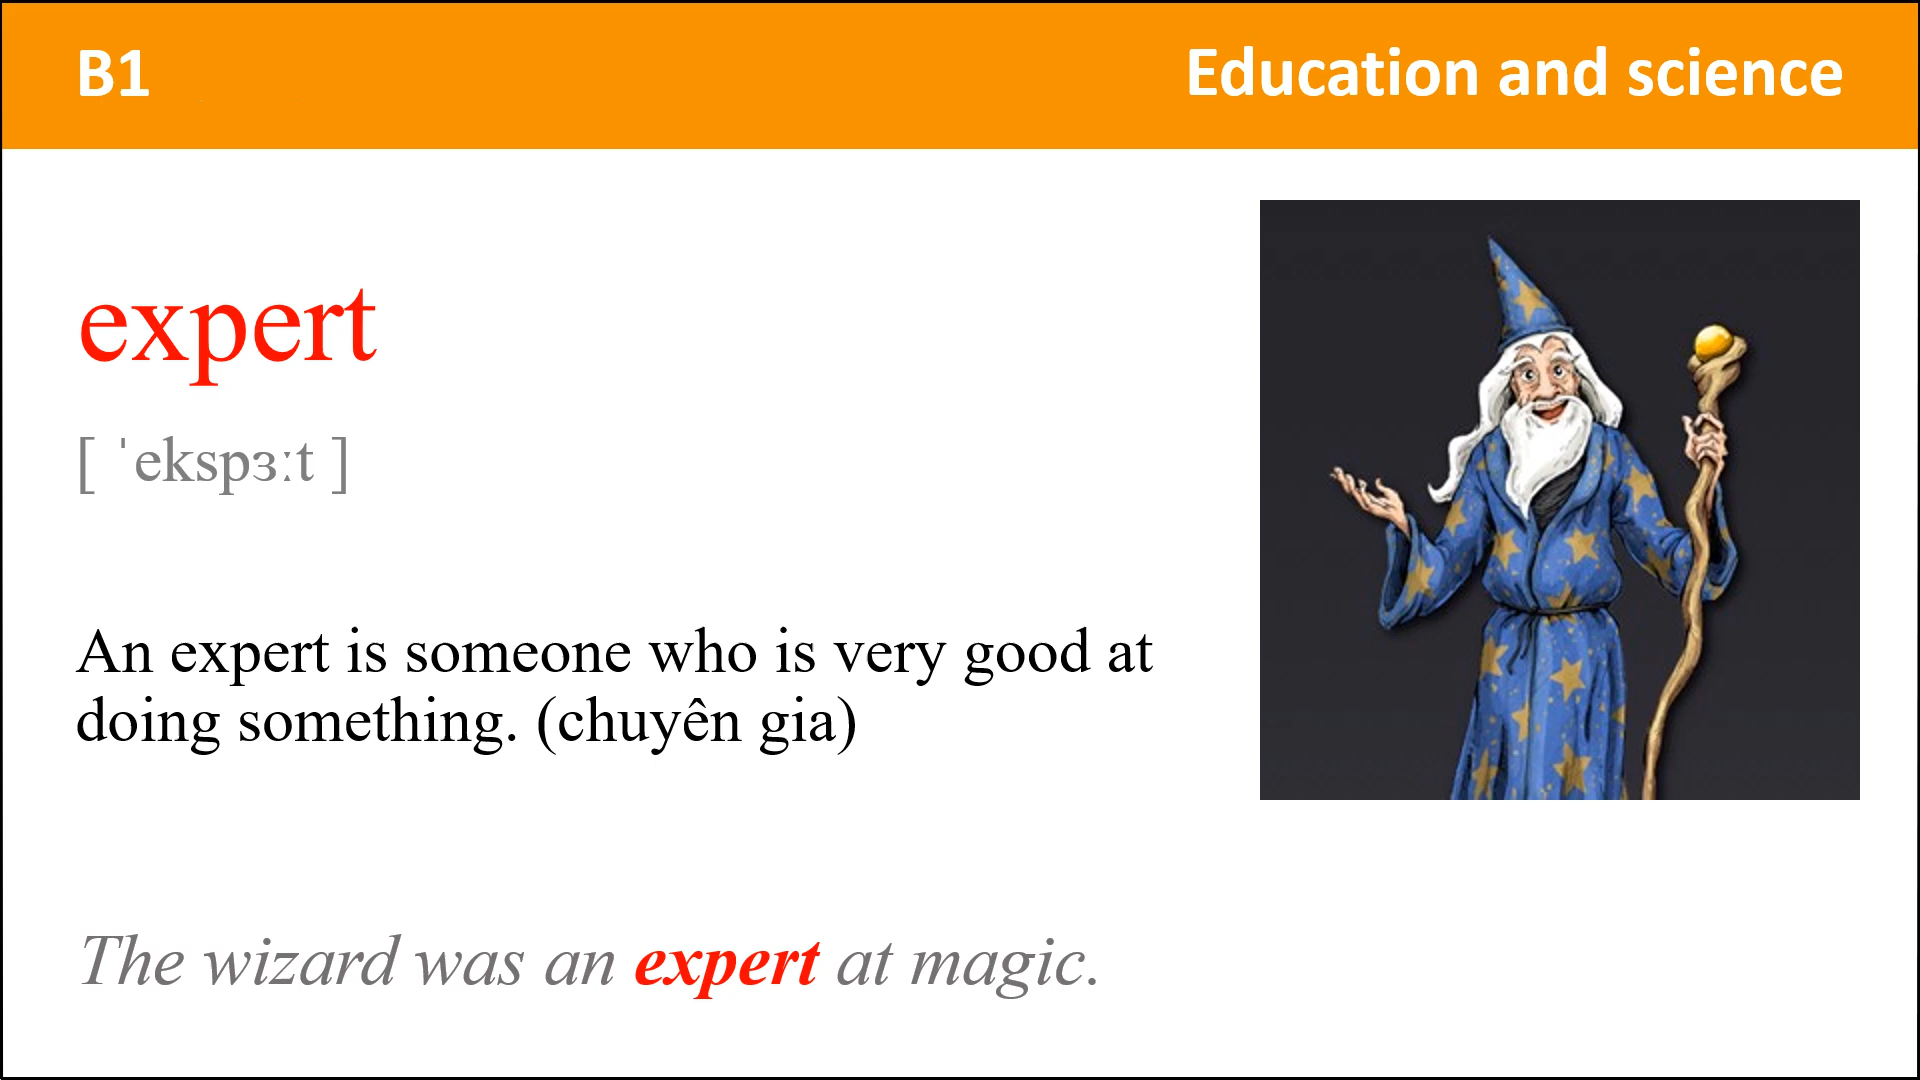 B1
Education and science
expert
[ ˈekspɜːt ]
An expert is someone who is very good at
doing something. (chuyên gia)
The wizard was an expert at magic.